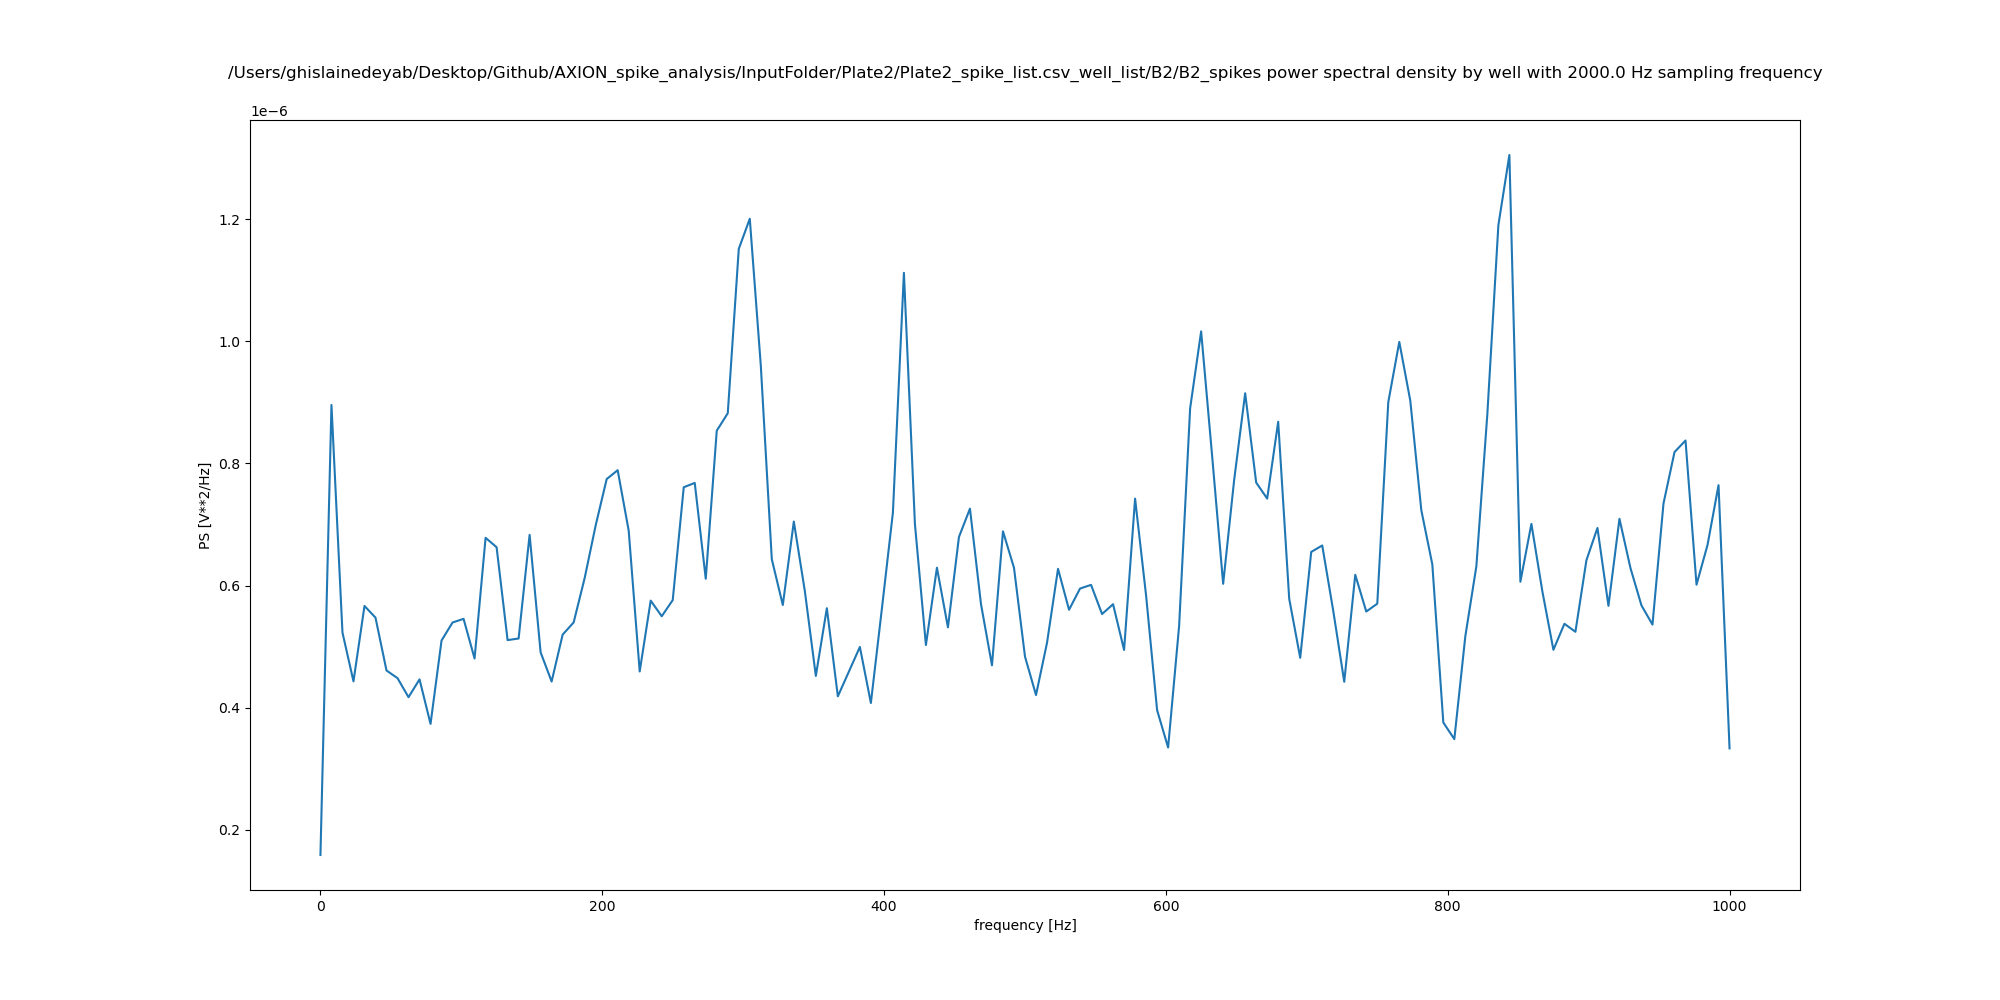 /Users/ghislainedeyab/Desktop/Github/AXION_spike_analysis/InputFolder/Plate2/Plate2_spike_list.csv_well_list/B2/B2_spikes power spectral density by well with 2000.0 Hz sampling frequency
1e−6
1.2
1.0
0.8
0.6
0.4
0.2
PS [V**2/Hz]
0 200 400 600 800 1000
frequency [Hz]